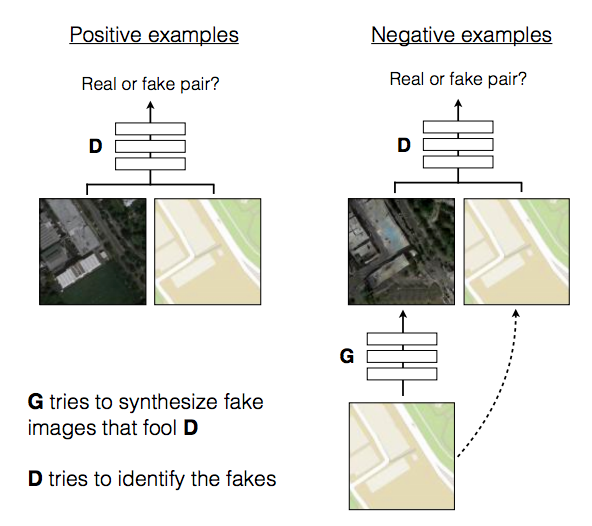 Positive examples
Negative examples
Real or fake pair?
Real or fake pair?
D
D
G
G tries to synthesize fake
images that fool D
D tries to identify the fakes